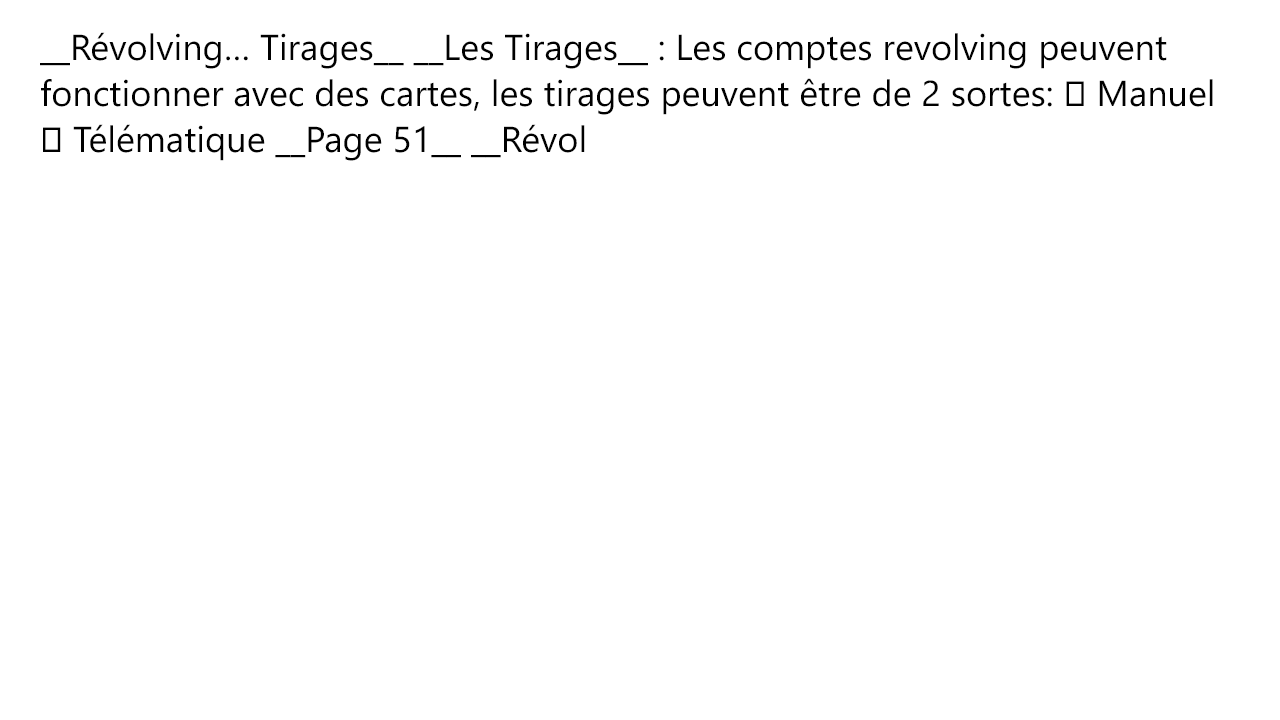 __Révolving... Tirages__ __Les Tirages__ : Les comptes revolving peuvent
fonctionner avec des cartes, les tirages peuvent être de 2 sortes: ▯ Manuel
▯ Télématique __Page 51__ __Révol